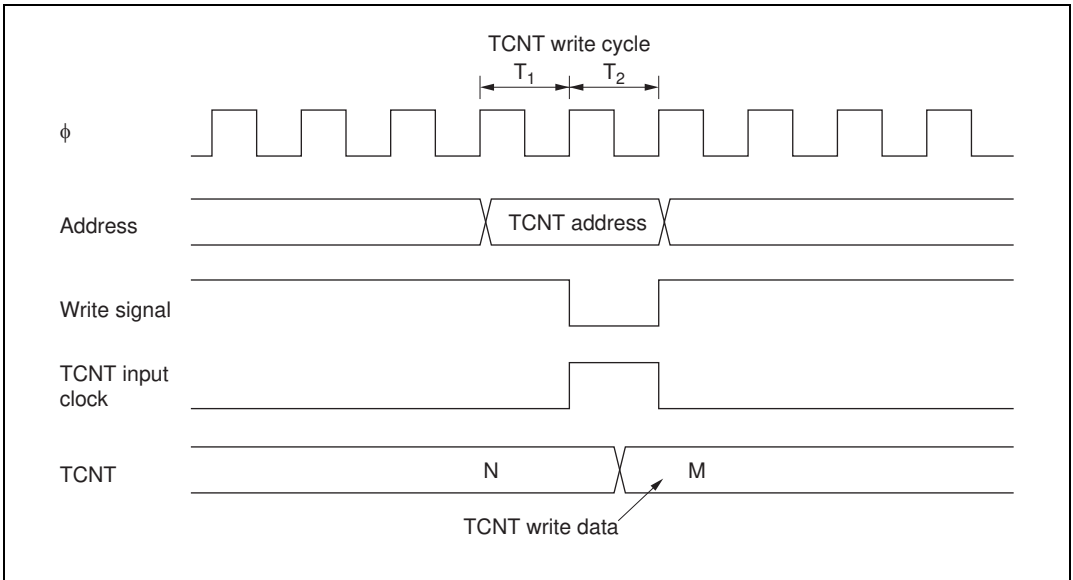 TCNT write cycle
T₁ T₂
ϕ
Address
TCNT address
Write signal
TCNT input
clock
TCNT
N
M
TCNT write data